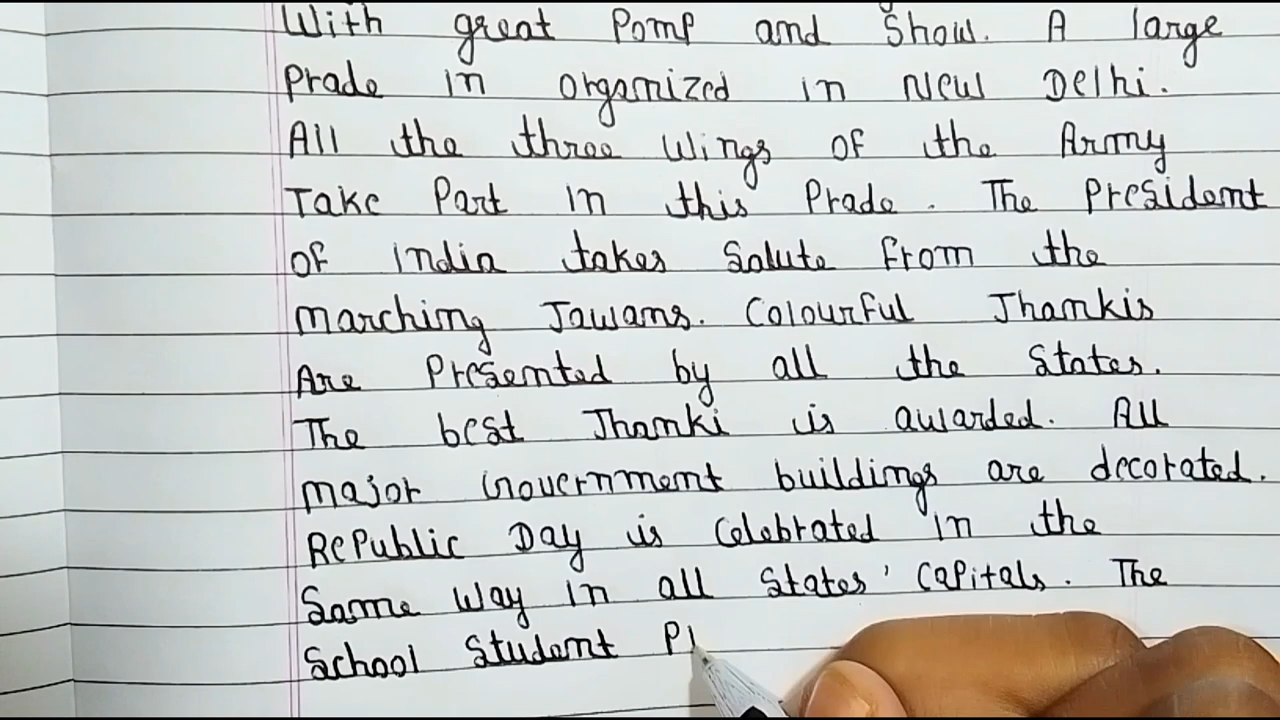 With great Pomp and Show. A large
Prade in organized in New Delhi.
All the three Wings of the Army
Take Part in this Prade. The President
of India takes Salute from the
marching Jawans. Colourful Jhankis
Are Presented by all the States.
The best Jhanki is awarded. All
major Government buildings are decorated.
Republic Day is Celebrated in the
Same Way in all States' Capitals. The
School Student Pl